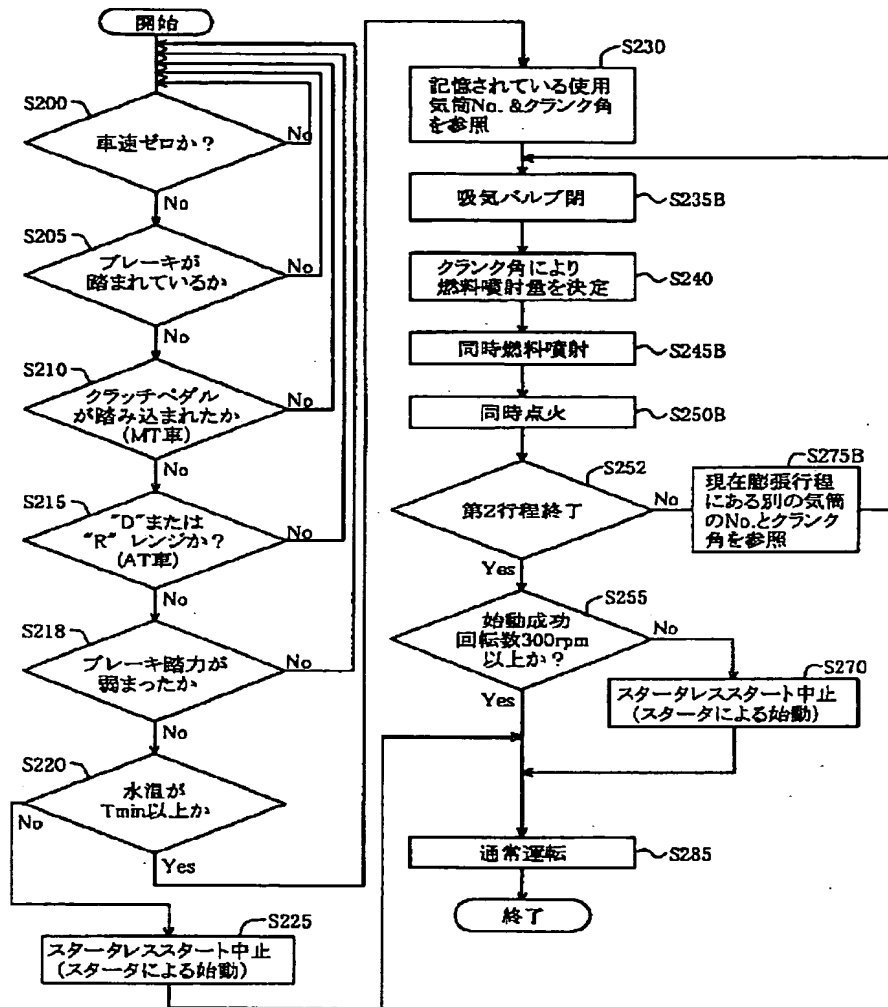 開始
S200
車速ゼロか？
No
No
S205
ブレーキが
踏まれているか
No
No
S210
クラッチペダル
が踏み込まれたか
(MT車)
No
No
S215
"D"または
"R" レンジか？
(AT車)
No
No
S218
ブレーキ踏力が
弱まったか
No
No
S220
水温が
Tmin以上か
No
Yes
S225
スタータレススタート中止
(スタータによる始動)
S230
記憶されている使用
気筒No. &クランク角
を参照
吸気バルブ閉
S235B
クランク角により
燃料噴射量を決定
S240
同時燃料噴射
S245B
同時点火
S250B
S252
第2行程終了
No
Yes
S275B
現在膨張行程
にある別の気筒
のNo.とクランク
角を参照
S255
始動成功
回転数300rpm
以上か？
No
Yes
S270
スタータレススタート中止
(スタータによる始動)
通常運転
S285
終了